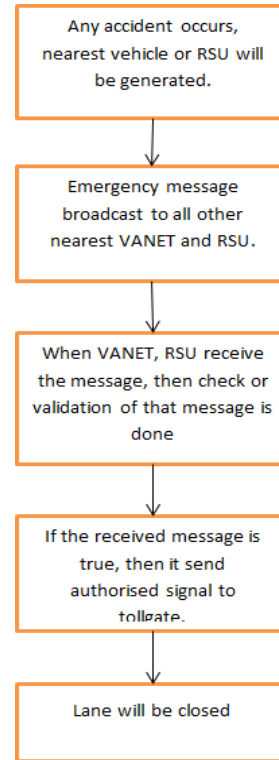 Any accident occurs,
nearest vehicle or RSU will
be generated.
Emergency message
broadcast to all other
nearest VANET and RSU.
When VANET, RSU receive
the message, then check or
validation of that message is
done
If the received message is
true, then it send
authorised signal to
tollgate.
Lane will be closed